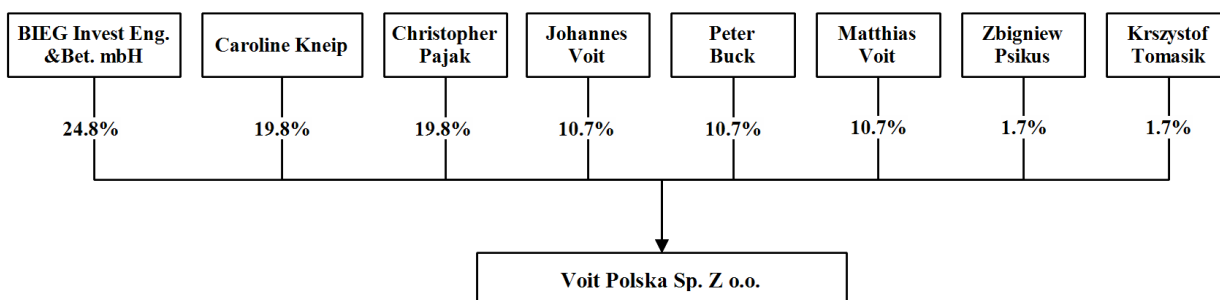 BIEG Invest Eng.
&Bet. mbH
Caroline Kneip
Christopher
Pajak
Johannes
Voit
Peter
Buck
Matthias
Voit
Zbigniew
Psikus
Krszystof
Tomasik
24.8%
19.8%
19.8%
10.7%
10.7%
10.7%
1.7%
1.7%
Voit Polska Sp. Z o.o.